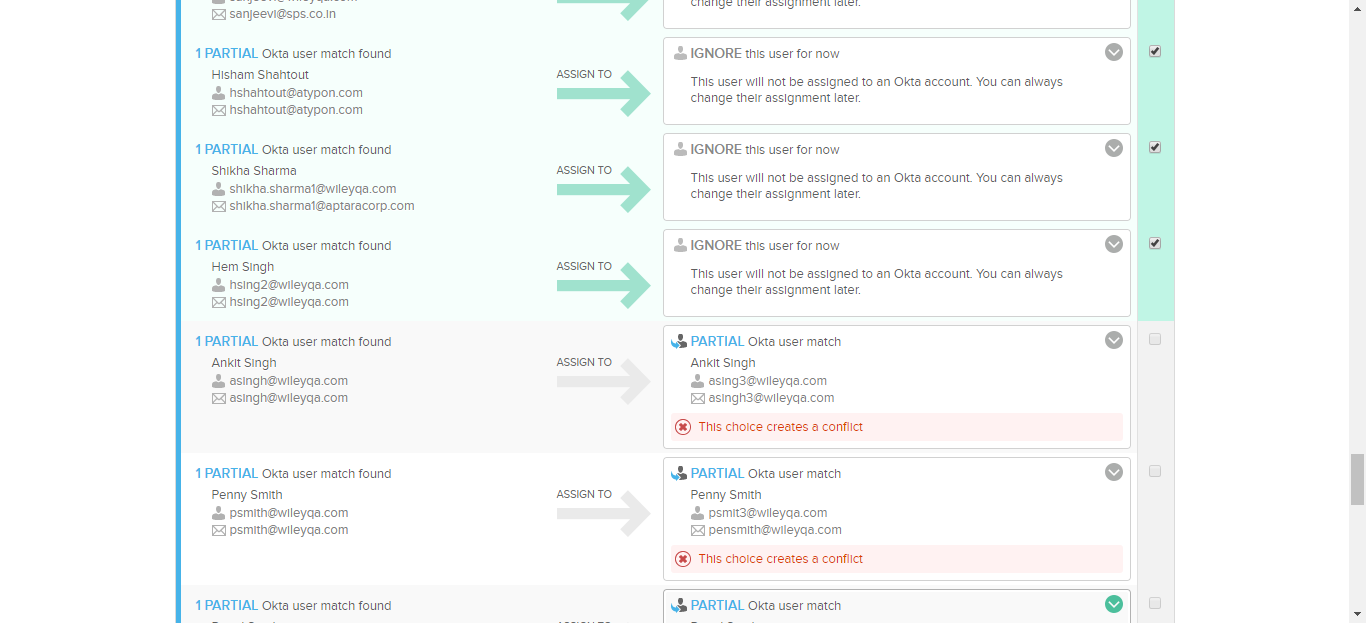 sanjeevi@sps.co.in
change their assignment later.
1 PARTIAL Okta user match found
Hisham Shahtout
hshahtout@atypon.com
hshahtout@atypon.com
ASSIGN TO
IGNORE this user for now
This user will not be assigned to an Okta account. You can always
change their assignment later.
1 PARTIAL Okta user match found
Shikha Sharma
shikha.sharma1@wileyqa.com
shikha.sharma1@aptaracorp.com
ASSIGN TO
IGNORE this user for now
This user will not be assigned to an Okta account. You can always
change their assignment later.
1 PARTIAL Okta user match found
Hem Singh
hsing2@wileyqa.com
hsing2@wileyqa.com
ASSIGN TO
IGNORE this user for now
This user will not be assigned to an Okta account. You can always
change their assignment later.
1 PARTIAL Okta user match found
Ankit Singh
asingh@wileyqa.com
asingh@wileyqa.com
ASSIGN TO
PARTIAL Okta user match
Ankit Singh
asing3@wileyqa.com
asingh3@wileyqa.com
This choice creates a conflict
1 PARTIAL Okta user match found
Penny Smith
psmith@wileyqa.com
psmith@wileyqa.com
ASSIGN TO
PARTIAL Okta user match
Penny Smith
psmit3@wileyqa.com
pensmith@wileyqa.com
This choice creates a conflict
1 PARTIAL Okta user match found
PARTIAL Okta user match